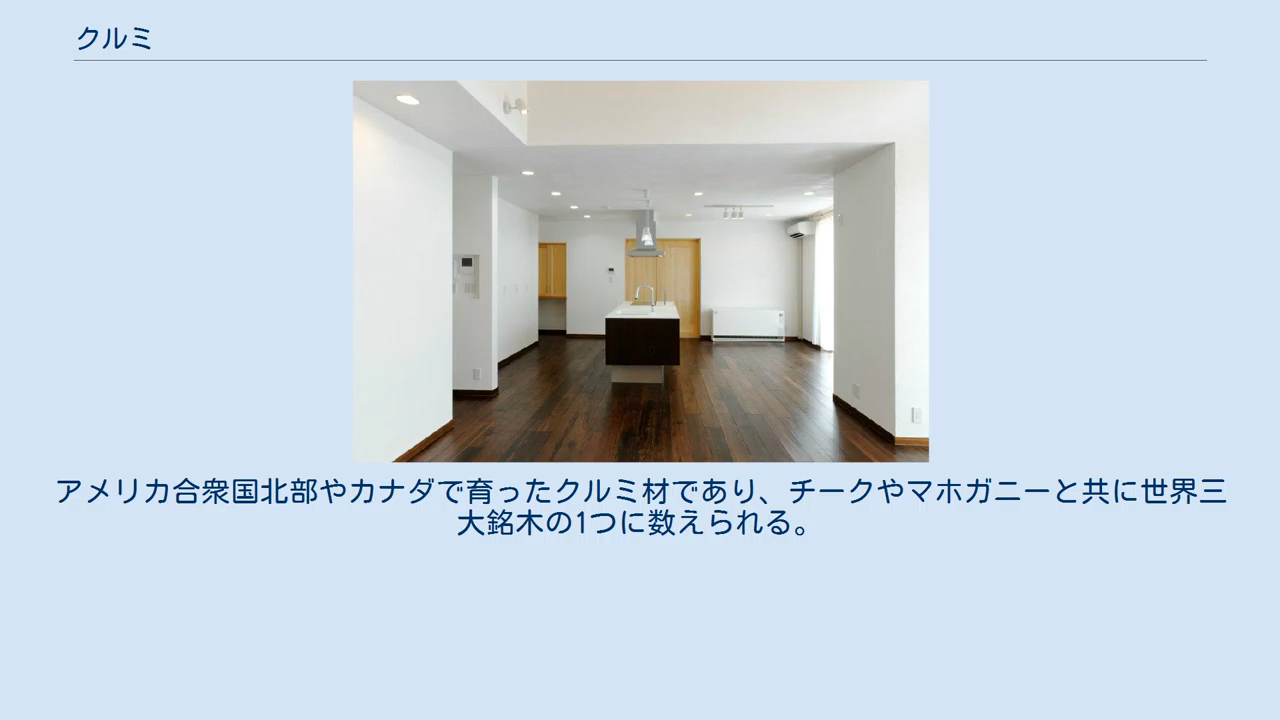 クルミ
アメリカ合衆国北部やカナダで育ったクルミ材であり、チークやマホガニーと共に世界三
大銘木の1つに数えられる。